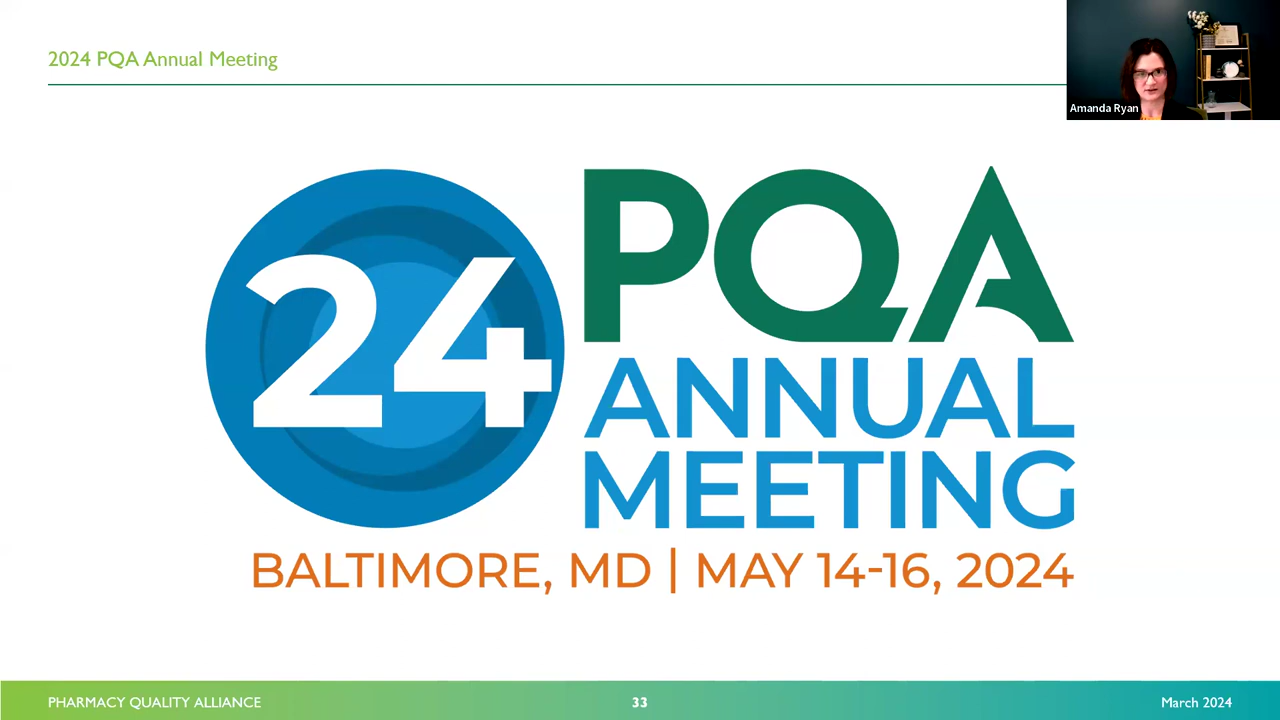 2024 PQA Annual Meeting
Amanda Ryan
24
PQA
ANNUAL
MEETING
BALTIMORE, MD | MAY 14-16, 2024
PHARMACY QUALITY ALLIANCE
33
March 2024